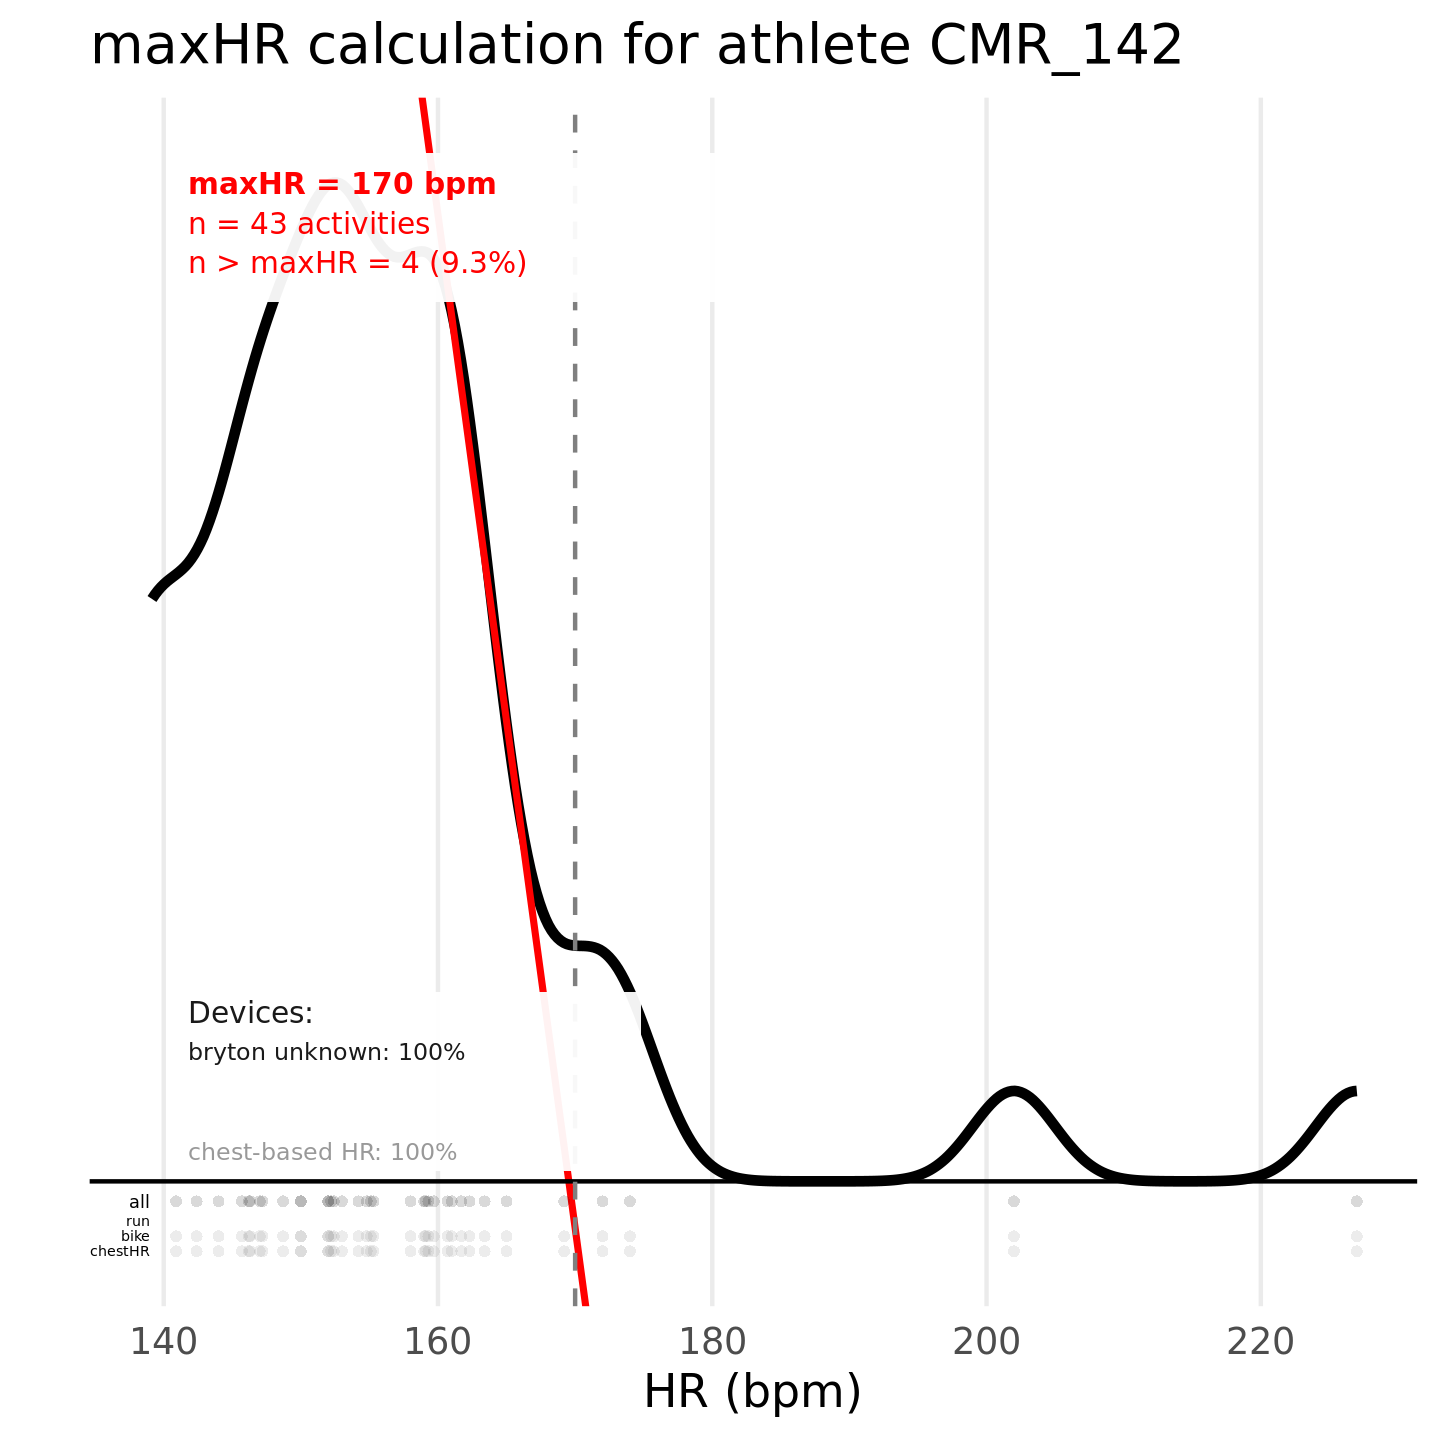 maxHR calculation for athlete CMR_142
maxHR = 170 bpm
n = 43 activities
n > maxHR = 4 (9.3%)
Devices:
bryton unknown: 100%
chest-based HR: 100%
all
run
bike
chestHR
140 160 180 200 220
HR (bpm)